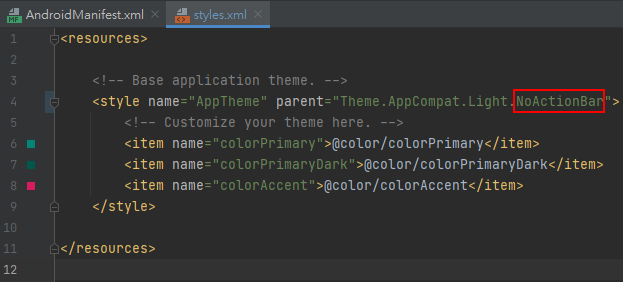 AndroidManifest.xml
styles.xml
1 <resources>
2
3 <!-- Base application theme. -->
4 <style name="AppTheme" parent="Theme.AppCompat.Light.NoActionBar">
5 <!-- Customize your theme here. -->
6 <item name="colorPrimary">@color/colorPrimary</item>
7 <item name="colorPrimaryDark">@color/colorPrimaryDark</item>
8 <item name="colorAccent">@color/colorAccent</item>
9 </style>
10
11 </resources>
12